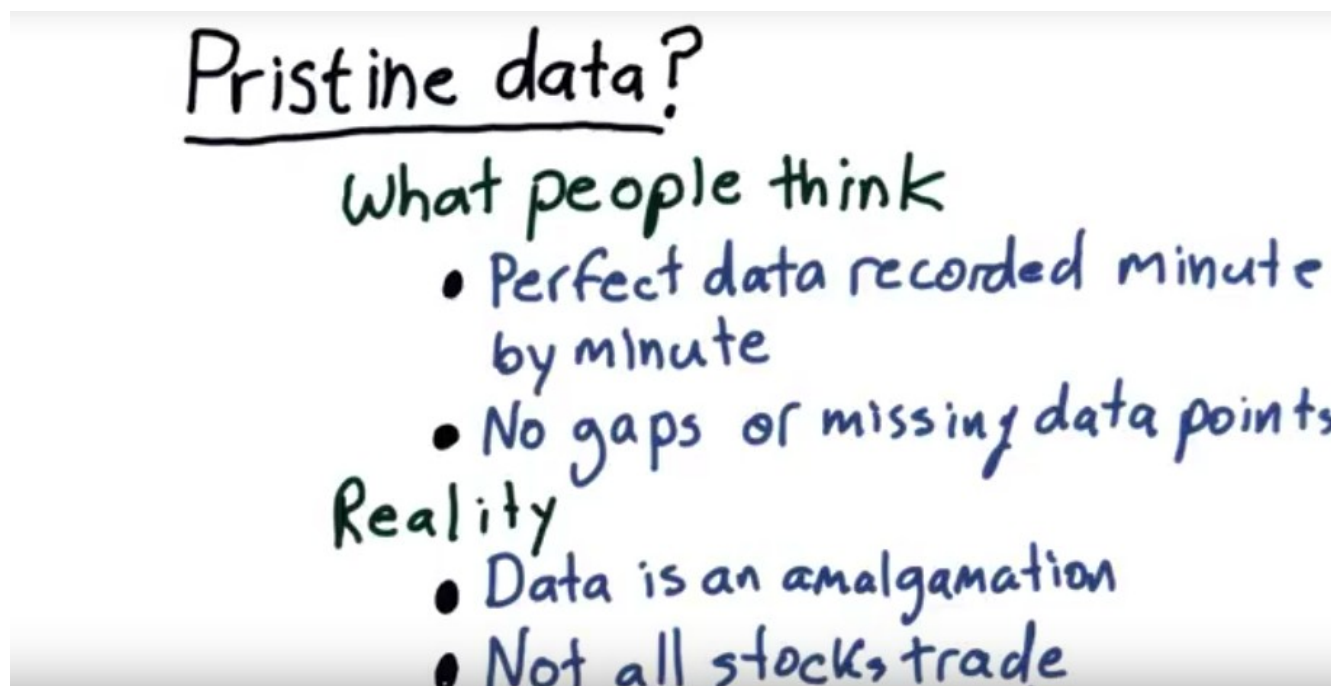 Pristine data?
What people think
• Perfect data recorded minute
by minute
• No gaps or missing data points
Reality
• Data is an amalgamation
• Not all stocks trade